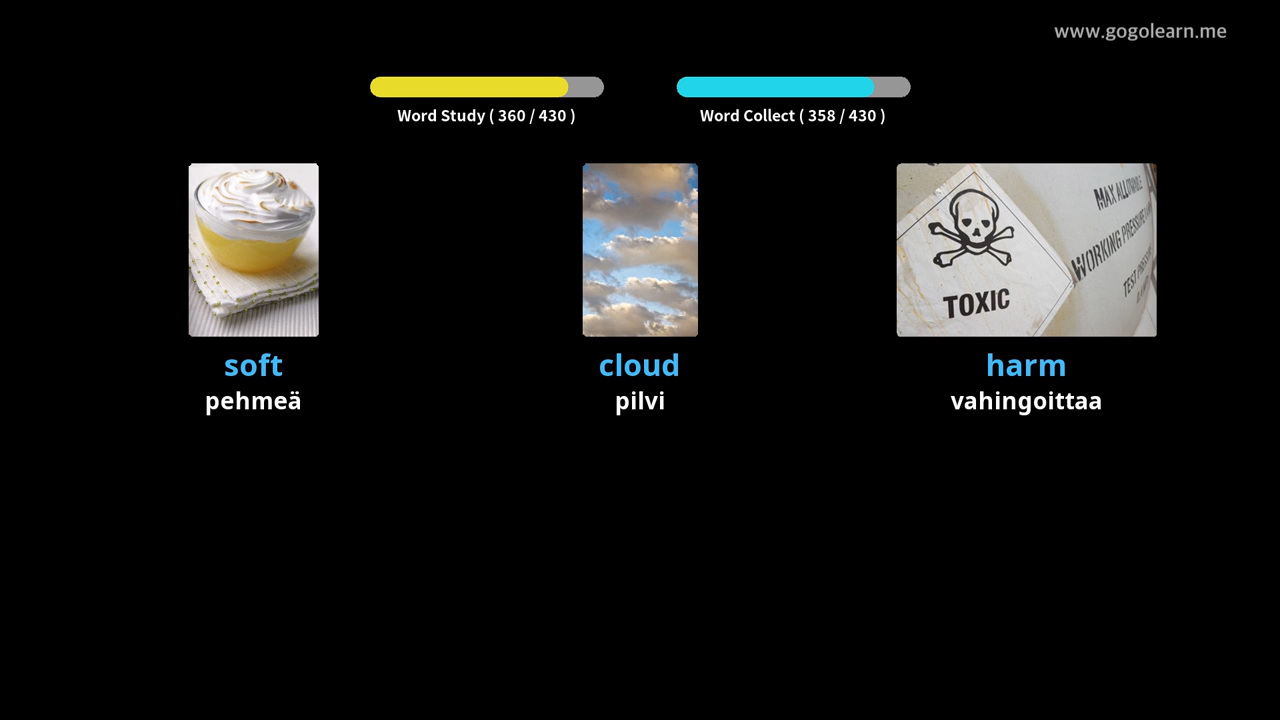 www.gogolearn.me
Word Study ( 360 / 430 )
Word Collect ( 358 / 430 )
TOXIC
MAX ALLOWABLE
WORKING PRESSURE
TEST
soft
cloud
harm
pehmeä
pilvi
vahingoittaa